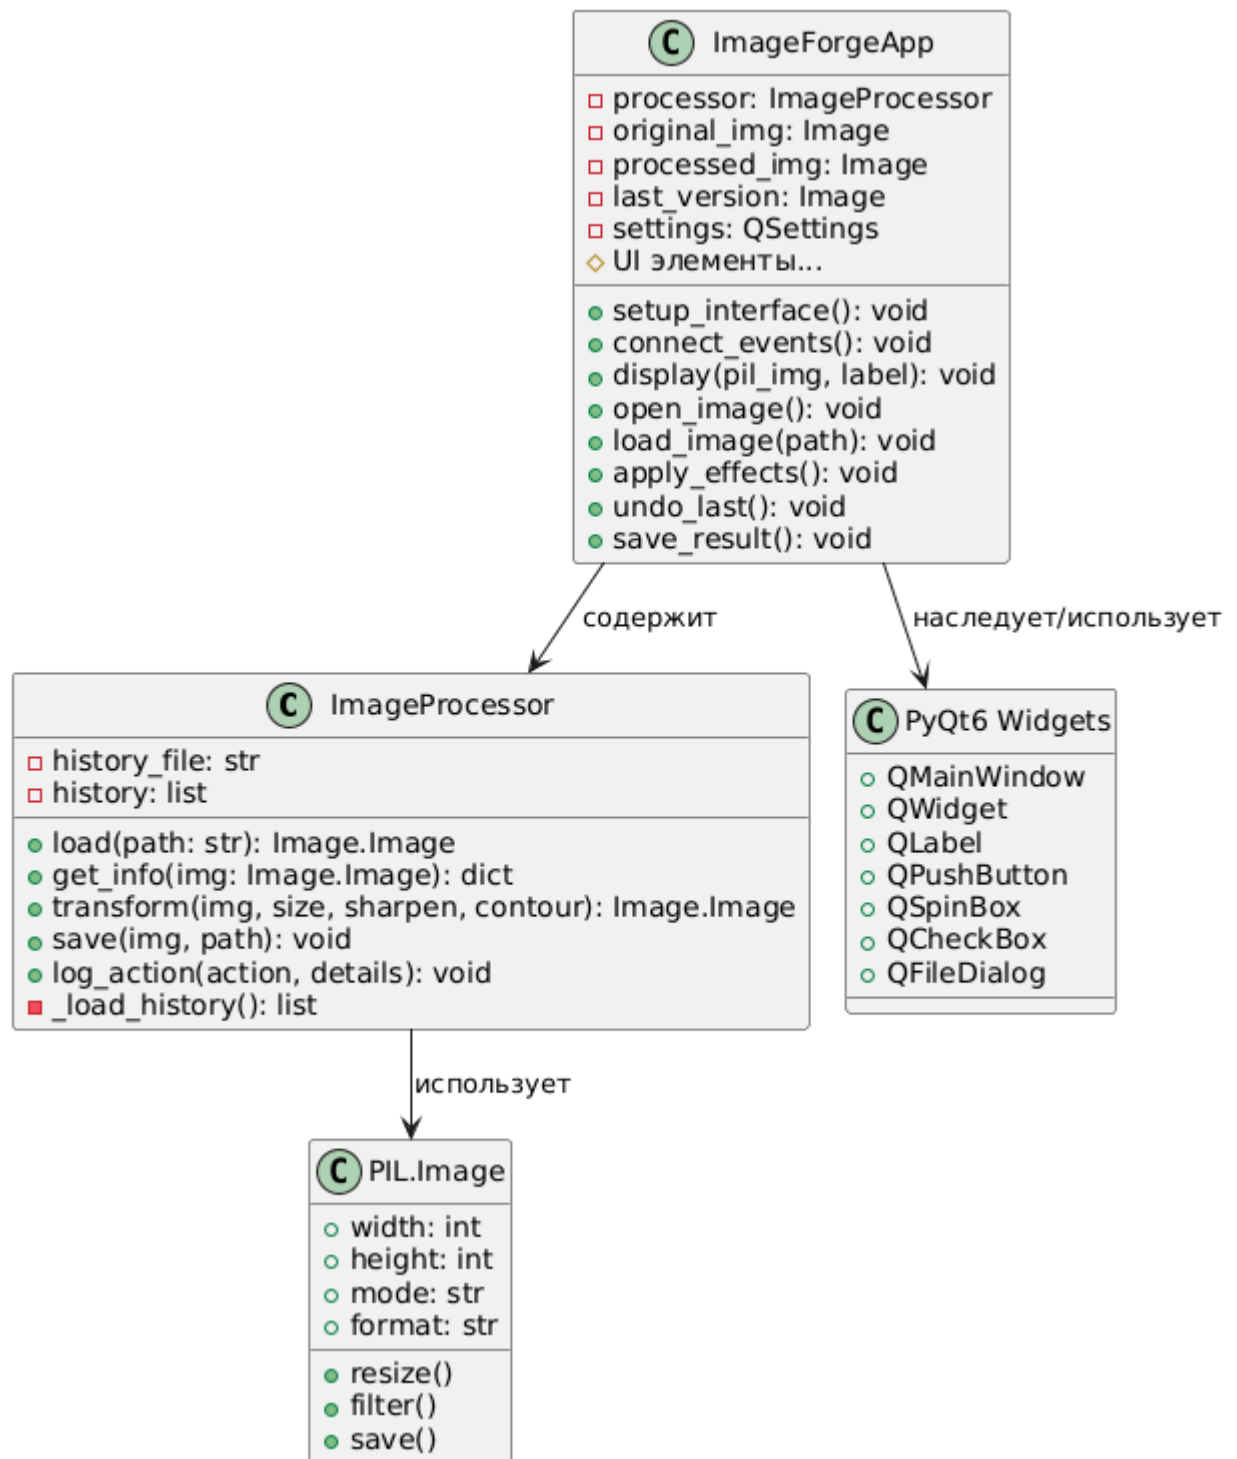 C ImageForgeApp
processor: ImageProcessor
original_img: Image
processed_img: Image
last_version: Image
settings: QSettings
UI элементы...
setup_interface(): void
connect_events(): void
display(pil_img, label): void
open_image(): void
load_image(path): void
apply_effects(): void
undo_last(): void
save_result(): void
содержит
наследует/использует
C ImageProcessor
history_file: str
history: list
load(path: str): Image.Image
get_info(img: Image.Image): dict
transform(img, size, sharpen, contour): Image.Image
save(img, path): void
log_action(action, details): void
_load_history(): list
C PyQt6 Widgets
QMainWindow
QWidget
QLabel
QPushButton
QSpinBox
QCheckBox
QFileDialog
использует
C PIL.Image
width: int
height: int
mode: str
format: str
resize()
filter()
save()